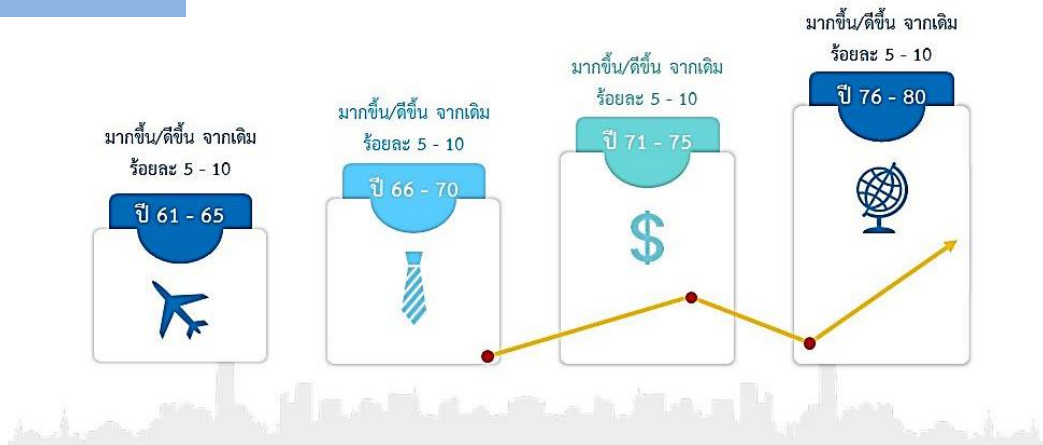 มากขึ้น/ดีขึ้น จากเดิม
ร้อยละ 5 - 10
ปี 61 - 65
มากขึ้น/ดีขึ้น จากเดิม
ร้อยละ 5 - 10
ปี 66 - 70
$
มากขึ้น/ดีขึ้น จากเดิม
ร้อยละ 5 - 10
ปี 71 - 75
มากขึ้น/ดีขึ้น จากเดิม
ร้อยละ 5 - 10
ปี 76 - 80